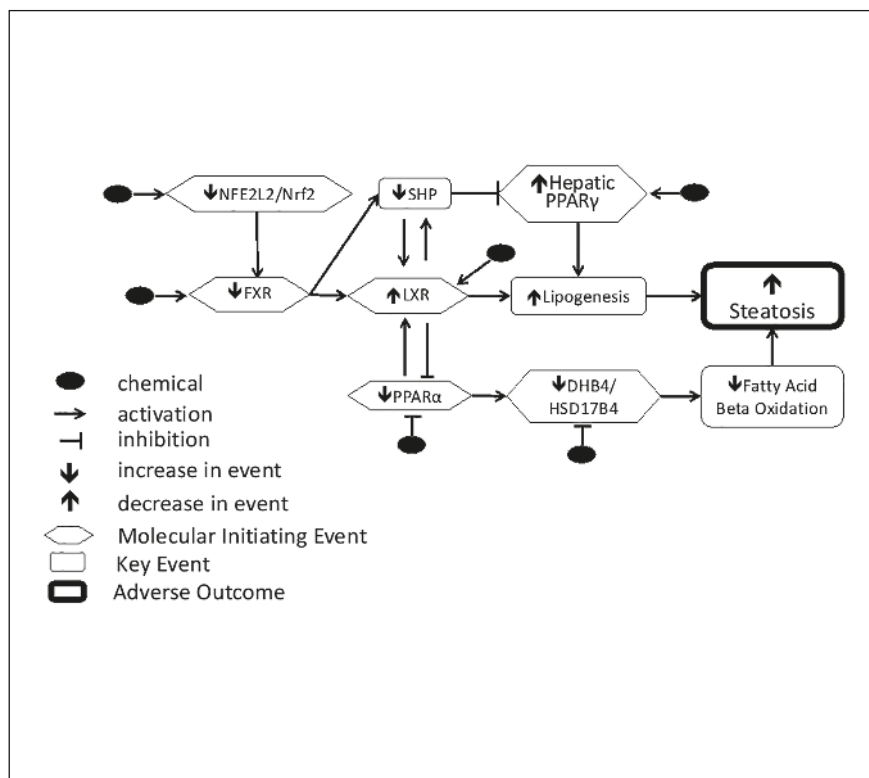 ↓NFE2L2/Nrf2
↓SHP
↑Hepatic
PPARγ
↓FXR
↑LXR
↑Lipogenesis
↑
Steatosis
↓PPARα
↓DHB4/
HSD17B4
↓Fatty Acid
Beta Oxidation
chemical
activation
inhibition
increase in event
decrease in event
Molecular Initiating Event
Key Event
Adverse Outcome